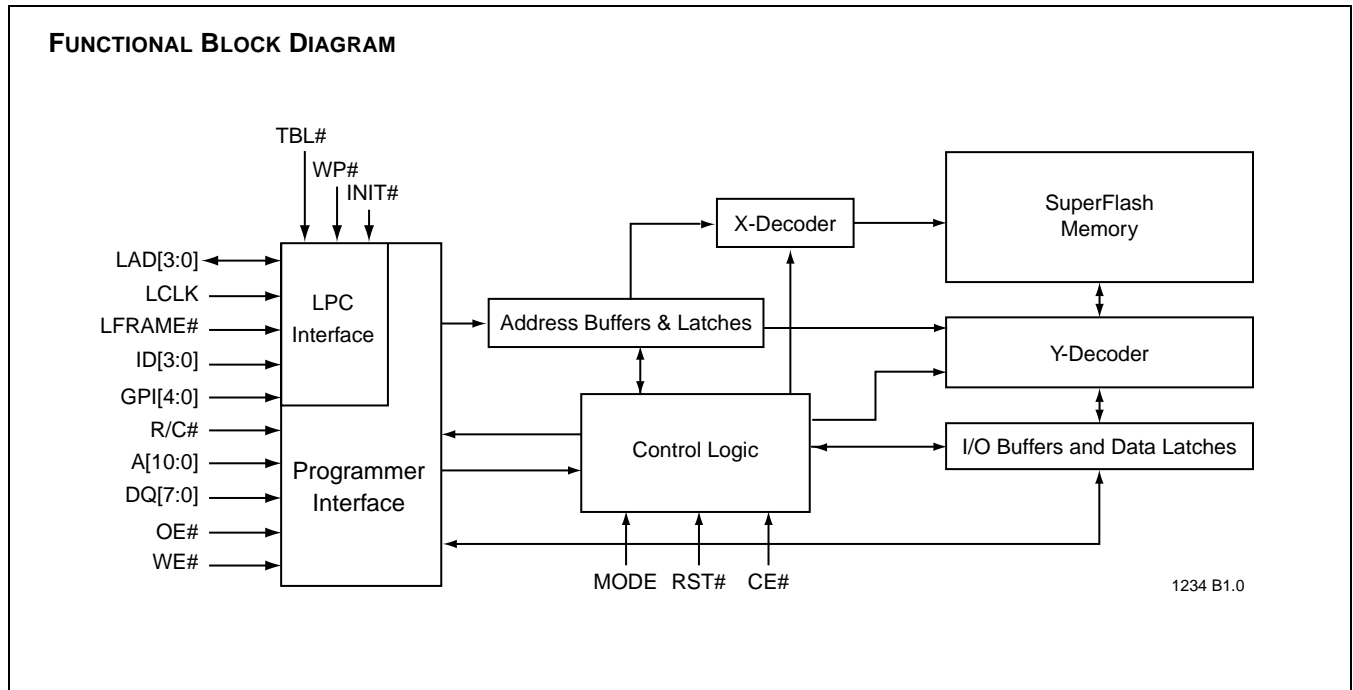 FUNCTIONAL BLOCK DIAGRAM
TBL#
WP#
INIT#
LAD[3:0]
LCLK
LFRAME#
ID[3:0]
GPI[4:0]
R/C#
A[10:0]
DQ[7:0]
OE#
WE#
LPC
Interface
Programmer
Interface
Address Buffers & Latches
X-Decoder
Control Logic
MODE
RST#
CE#
SuperFlash
Memory
Y-Decoder
I/O Buffers and Data Latches
1234 B1.0